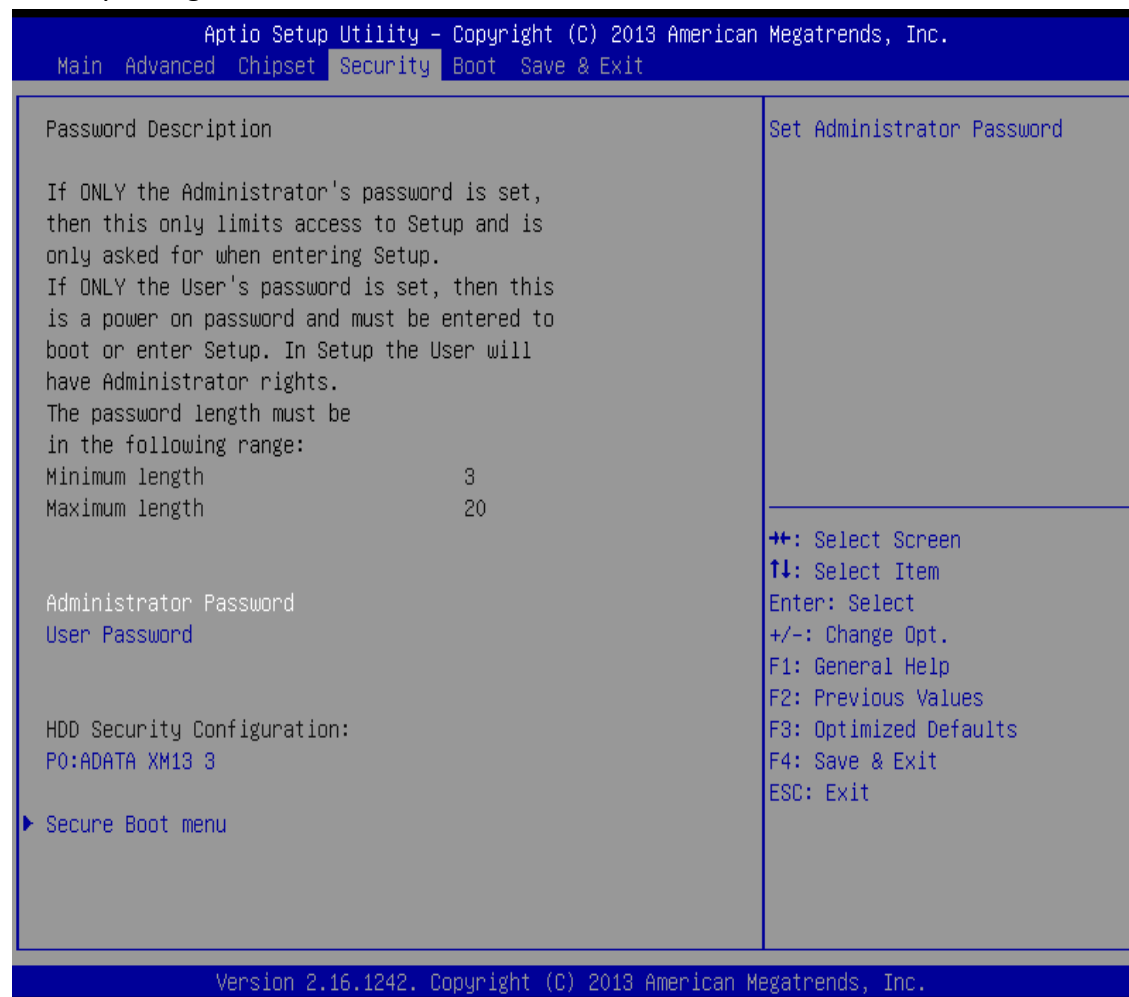 Aptio Setup Utility – Copyright (C) 2013 American Megatrends, Inc.
Main Advanced Chipset Security Boot Save & Exit
Password Description
If ONLY the Administrator's password is set,
then this only limits access to Setup and is
only asked for when entering Setup.
If ONLY the User's password is set, then this
is a power on password and must be entered to
boot or enter Setup. In Setup the User will
have Administrator rights.
The password length must be
in the following range:
Minimum length 3
Maximum length 20
Administrator Password
User Password
HDD Security Configuration:
P0:ADATA XM13 3
Secure Boot menu
Set Administrator Password
→←: Select Screen
↑↓: Select Item
Enter: Select
+/-: Change Opt.
F1: General Help
F2: Previous Values
F3: Optimized Defaults
F4: Save & Exit
ESC: Exit
Version 2.16.1242. Copyright (C) 2013 American Megatrends, Inc.